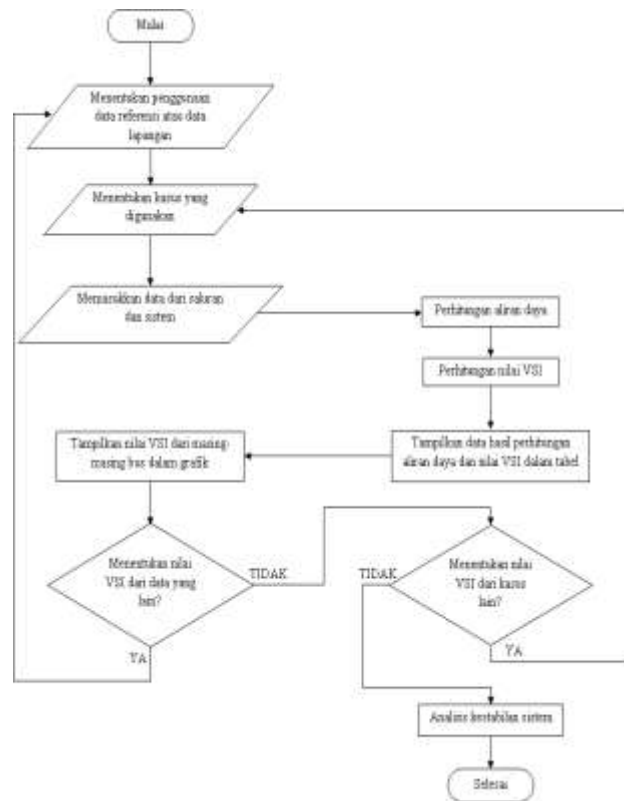 Mulai
Menentukan penggunaan
data referensi atau data
lapangan
Menentukan kasus yang
digunakan
Memasukkan data dari saluran
dan sistem
Perhitungan aliran daya
Perhitungan nilai VSI
Tampilkan nilai VSI dari masing-
masing bus dalam grafik
Tampilkan data hasil perhitungan
aliran daya dan nilai VSI dalam tabel
Menentukan nilai
VSI dari data yang
lain?
TIDAK
YA
TIDAK
Menentukan nilai
VSI dari kasus
lain?
YA
Analisis kestabilan sistem
Selesai